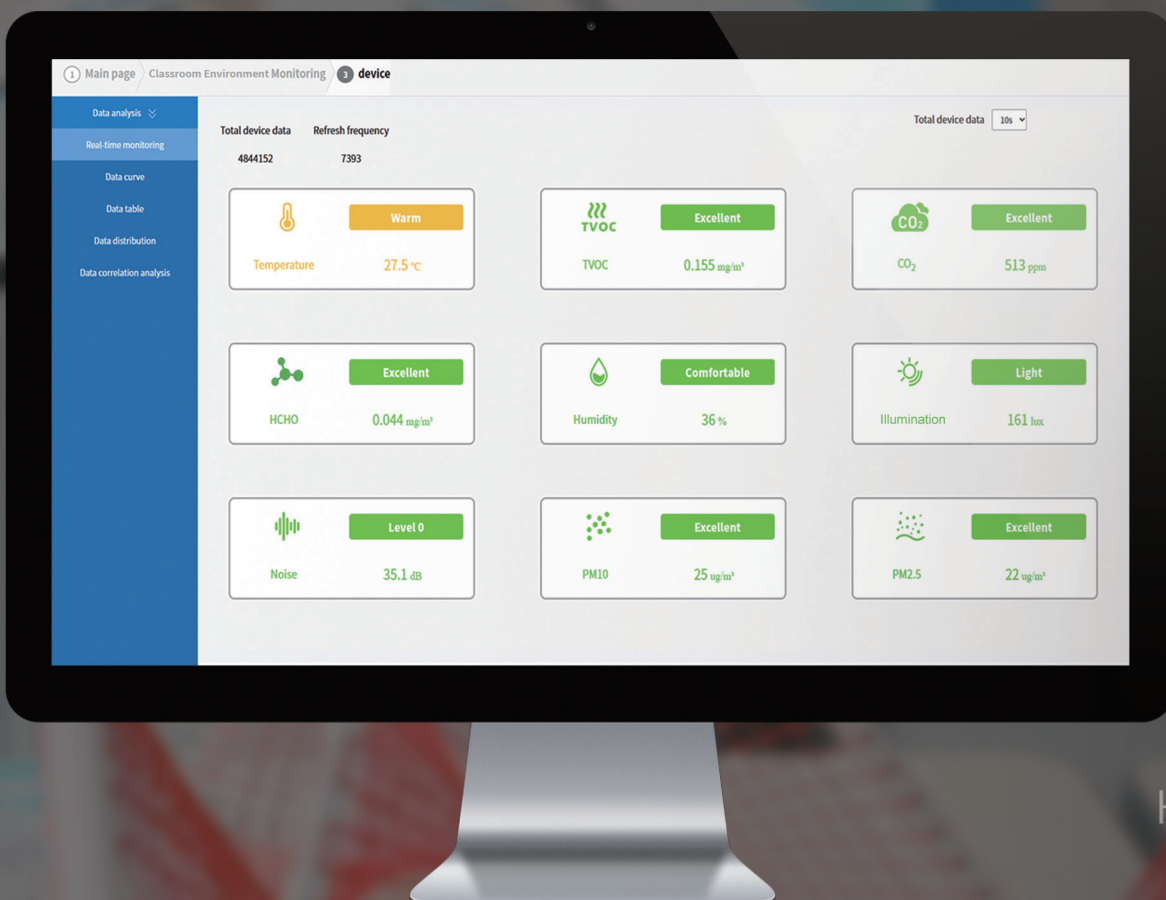 1 Main page Classroom Environment Monitoring 3 device
Data analysis
Real-time monitoring
Data curve
Data table
Data distribution
Data correlation analysis
Total device data Refresh frequency
4844152 7393
Total device data 10s
Warm
Temperature 27.5 °C
TVOC Excellent
TVOC 0.155 mg/m³
CO₂ Excellent
CO₂ 513 ppm
Excellent
HCHO 0.044 mg/m³
Comfortable
Humidity 36 %
Light
Illumination 161 lux
Level 0
Noise 35.1 dB
Excellent
PM10 25 ug/m³
Excellent
PM2.5 22 ug/m³